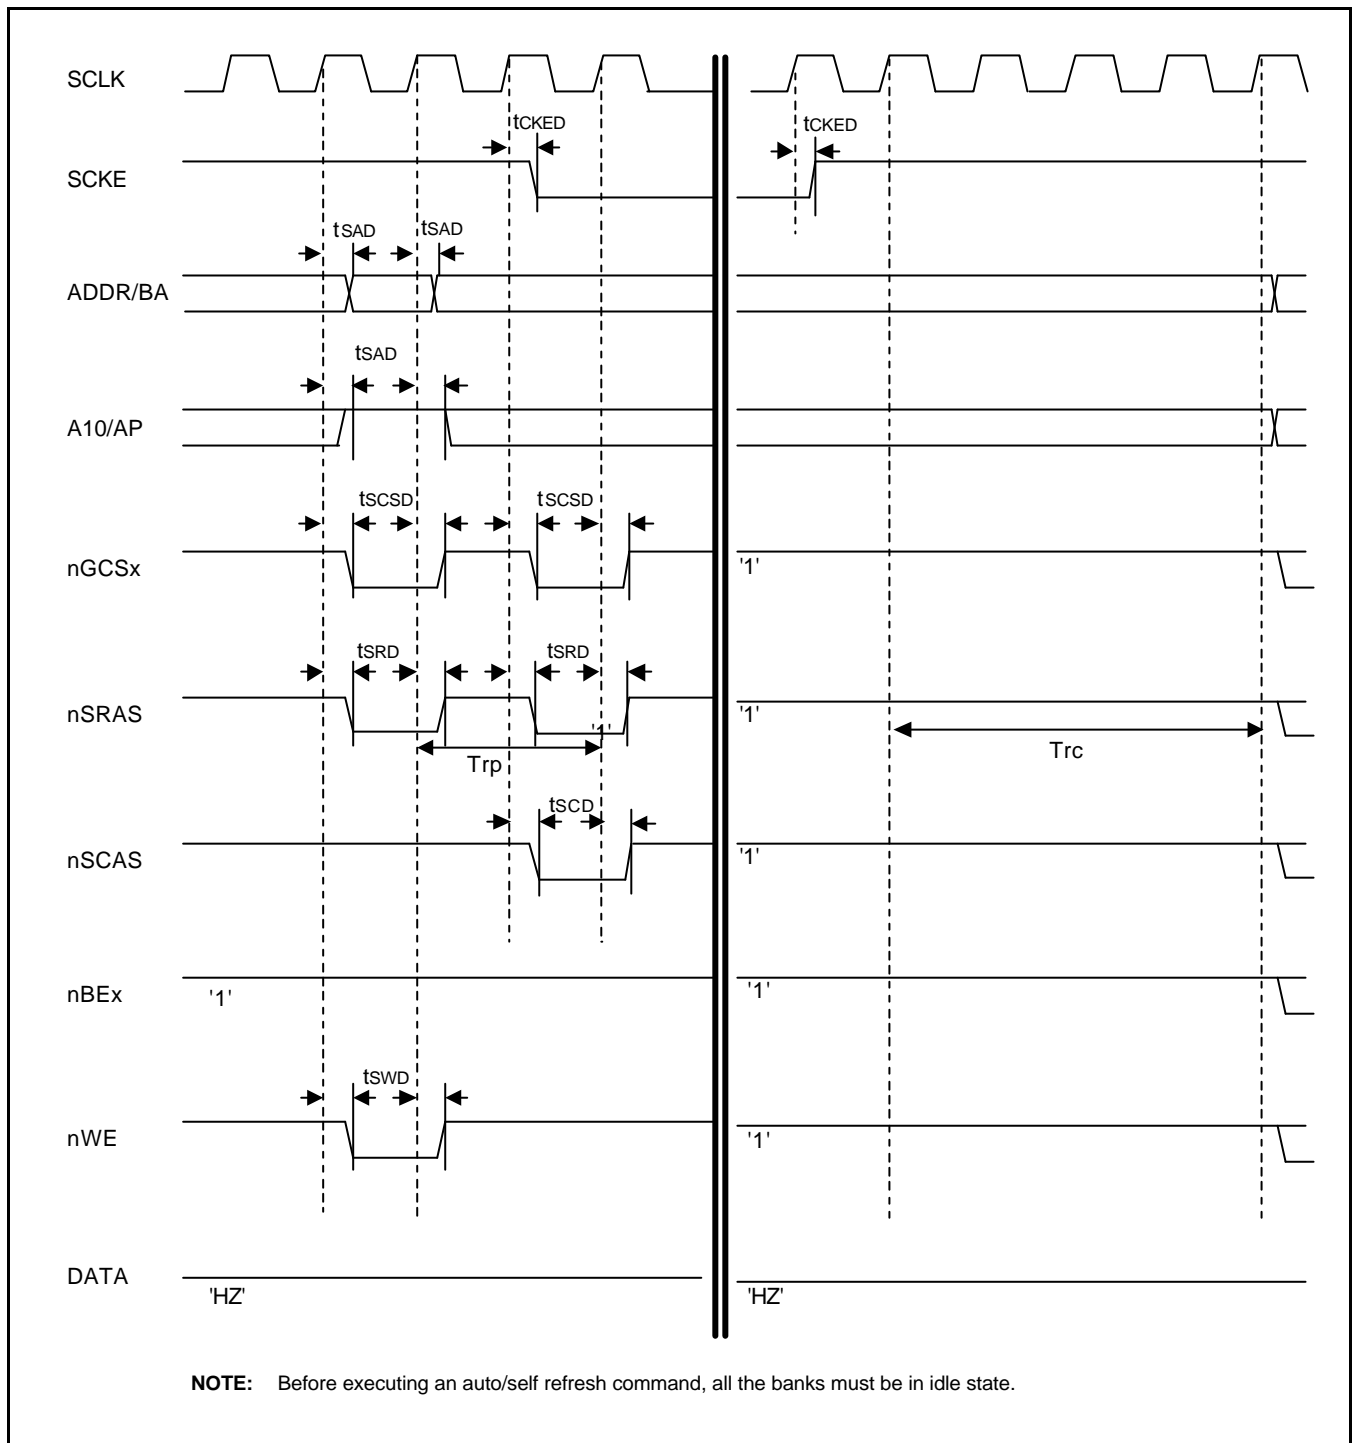 SCLK
tCKED
tCKED
SCKE
tSAD
tSAD
ADDR/BA
tSAD
A10/AP
tSCSD
tSCSD
nGCSx
'1'
tSRD
tSRD
nSRAS
'1'
'1'
Trp
Trc
tSCD
nSCAS
'1'
nBEx
'1'
'1'
tSWD
nWE
'1'
DATA
'HZ'
'HZ'
NOTE: Before executing an auto/self refresh command, all the banks must be in idle state.